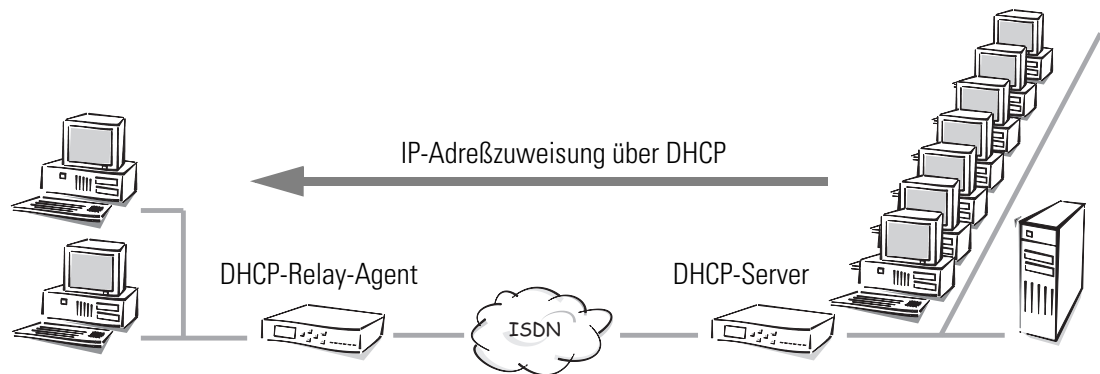 IP-Adreßzuweisung über DHCP
DHCP-Relay-Agent
DHCP-Server
ISDN